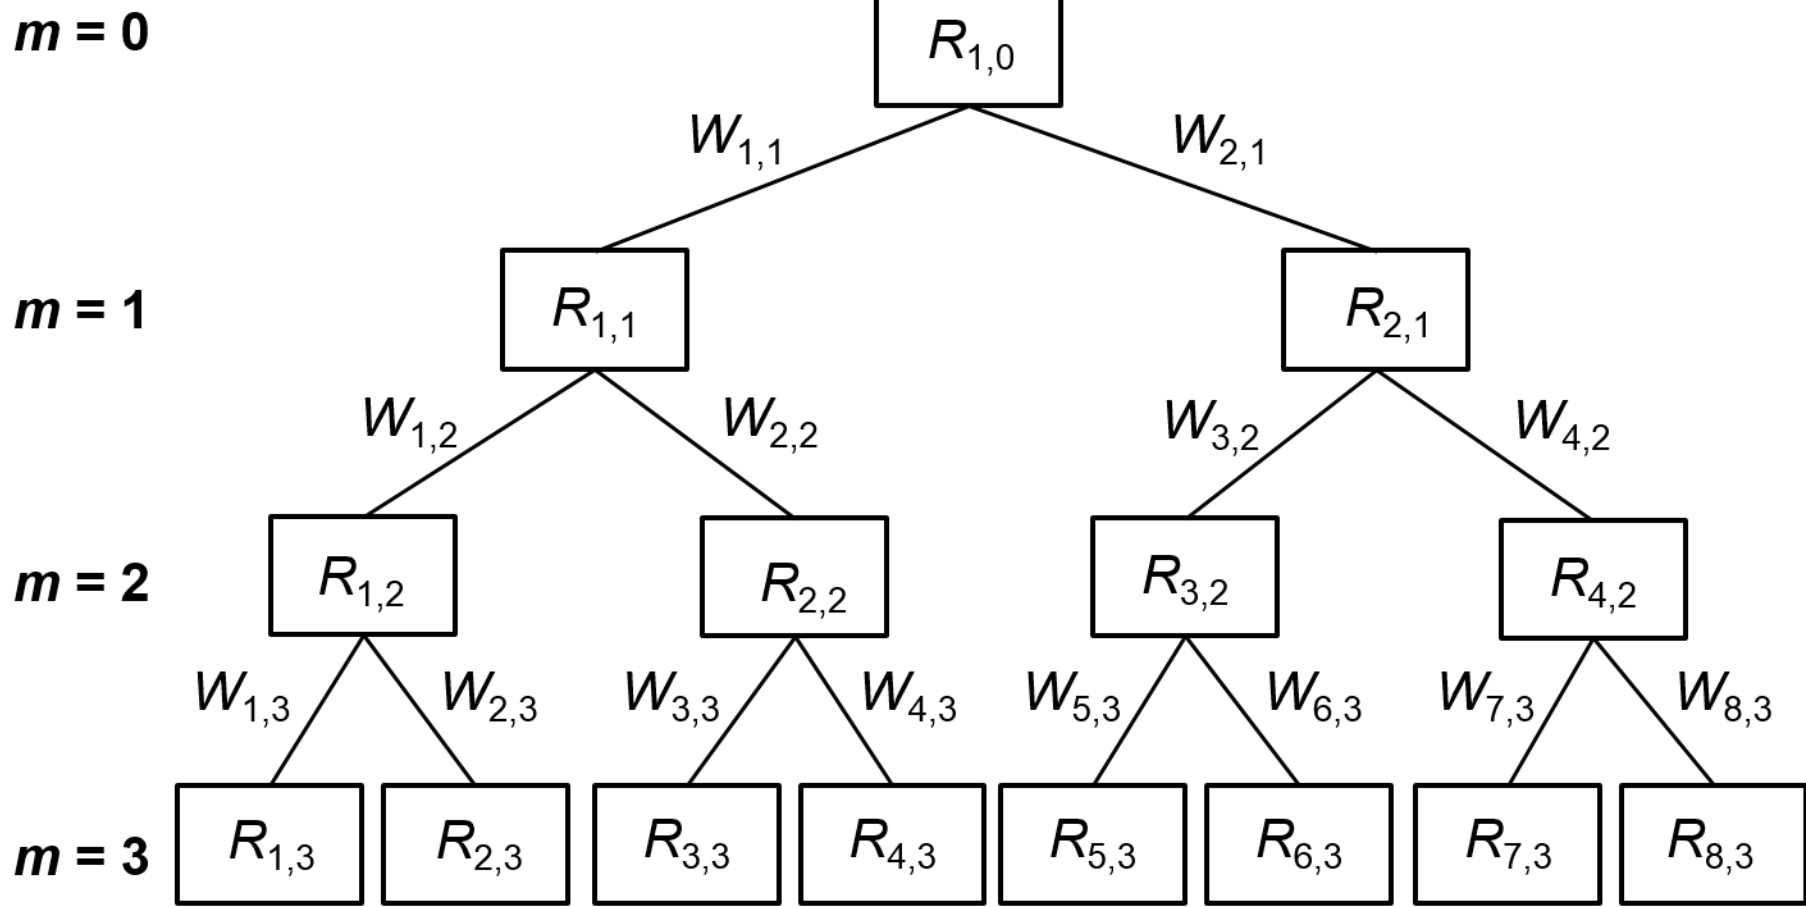 m = 0 R1,0
W1,1 W2,1
m = 1 R1,1 R2,1
W1,2 W2,2 W3,2 W4,2
m = 2 R1,2 R2,2 R3,2 R4,2
W1,3 W2,3 W3,3 W4,3 W5,3 W6,3 W7,3 W8,3
m = 3 R1,3 R2,3 R3,3 R4,3 R5,3 R6,3 R7,3 R8,3